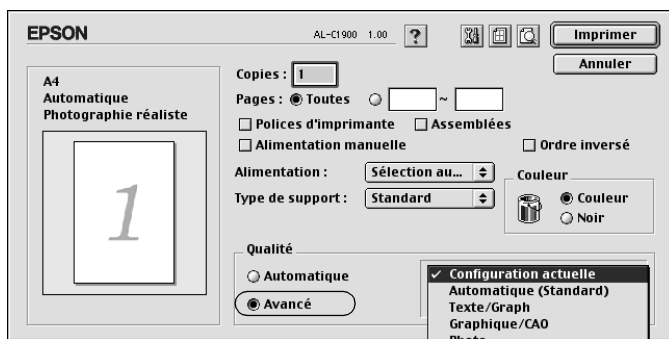 EPSON
AL-C1900 1.00
?
Imprimer
Annuler
A4
Automatique
Photographie réaliste
1
Copies : 1
Pages : Toutes ~
Polices d'imprimante Assemblées
Alimentation manuelle Ordre inversé
Alimentation : Sélection au...
Type de support : Standard
Couleur
Couleur
Noir
Qualité
Automatique
Avancé
✓ Configuration actuelle
Automatique (Standard)
Texte/Graph
Graphique/CAO
Photo